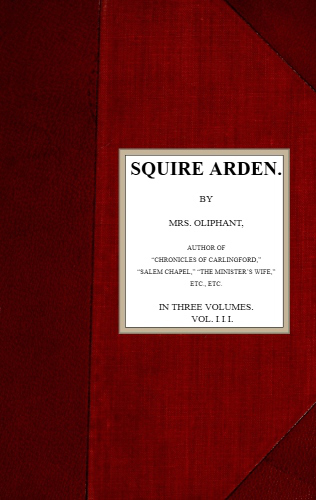 SQUIRE ARDEN.
BY
MRS. OLIPHANT,
AUTHOR OF
“CHRONICLES OF CARLINGFORD,”
“SALEM CHAPEL,” “THE MINISTER’S WIFE,”
ETC., ETC.
IN THREE VOLUMES.
VOL. I I I.